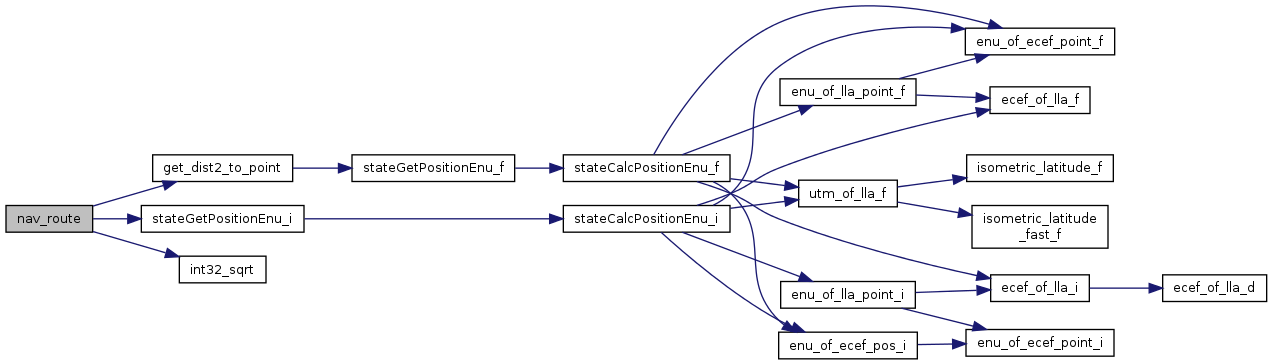 nav_route
get_dist2_to_point
stateGetPositionEnu_i
int32_sqrt
stateGetPositionEnu_f
stateCalcPositionEnu_f
stateCalcPositionEnu_i
enu_of_lla_point_f
utm_of_lla_f
enu_of_lla_point_i
enu_of_ecef_pos_i
enu_of_ecef_point_f
ecef_of_lla_f
isometric_latitude_f
isometric_latitude
_fast_f
ecef_of_lla_i
enu_of_ecef_point_i
ecef_of_lla_d